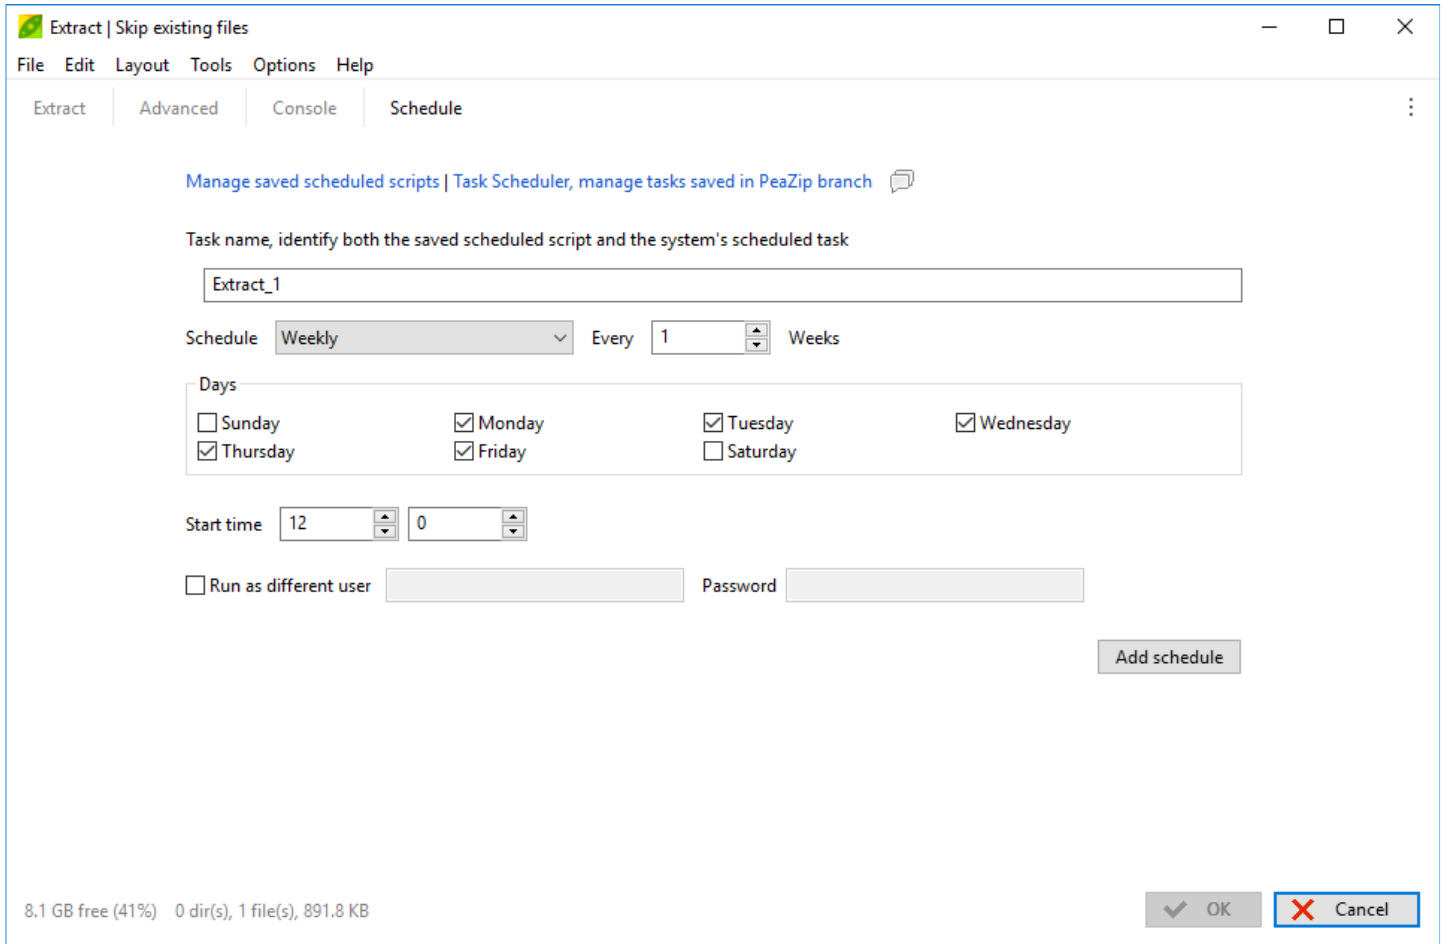 Extract | Skip existing files
File Edit Layout Tools Options Help
Extract Advanced Console Schedule
Manage saved scheduled scripts | Task Scheduler, manage tasks saved in PeaZip branch
Task name, identify both the saved scheduled script and the system's scheduled task
Extract_1
Schedule Weekly Every 1 Weeks
Days
Sunday Monday Tuesday Wednesday
Thursday Friday Saturday
Start time 12 0
Run as different user Password
Add schedule
8.1 GB free (41%) 0 dir(s), 1 file(s), 891.8 KB OK Cancel